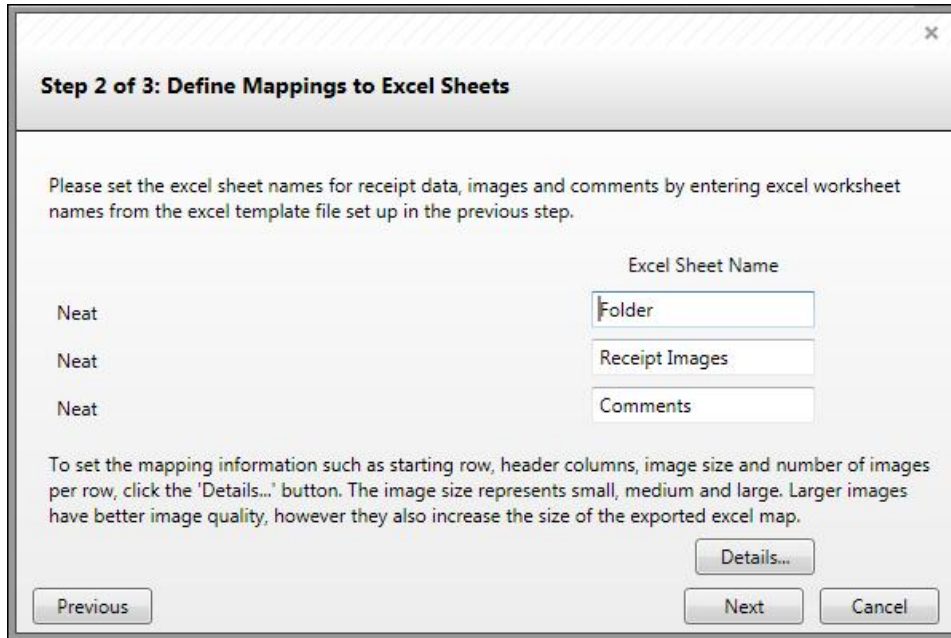 Step 2 of 3: Define Mappings to Excel Sheets
Please set the excel sheet names for receipt data, images and comments by entering excel worksheet
names from the excel template file set up in the previous step.
Excel Sheet Name
Neat Folder
Neat Receipt Images
Neat Comments
To set the mapping information such as starting row, header columns, image size and number of images
per row, click the 'Details...' button. The image size represents small, medium and large. Larger images
have better image quality, however they also increase the size of the exported excel map.
Details...
Previous Next Cancel